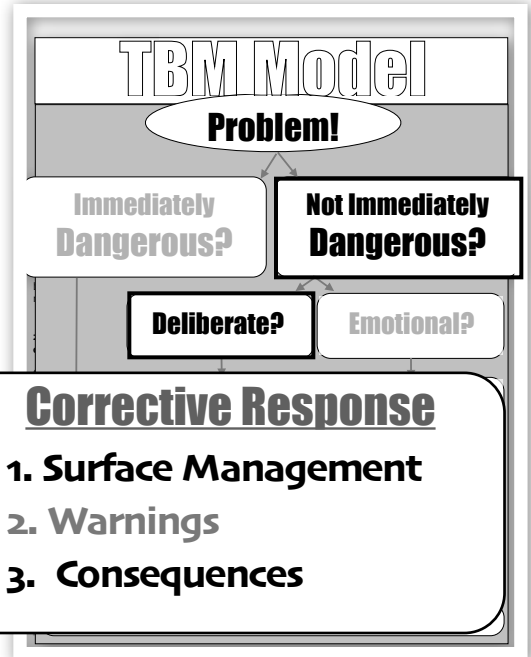 TBM Model
Problem!
Immediately
Dangerous?
Not Immediately
Dangerous?
Deliberate?
Emotional?
Corrective Response
1. Surface Management
2. Warnings
3. Consequences